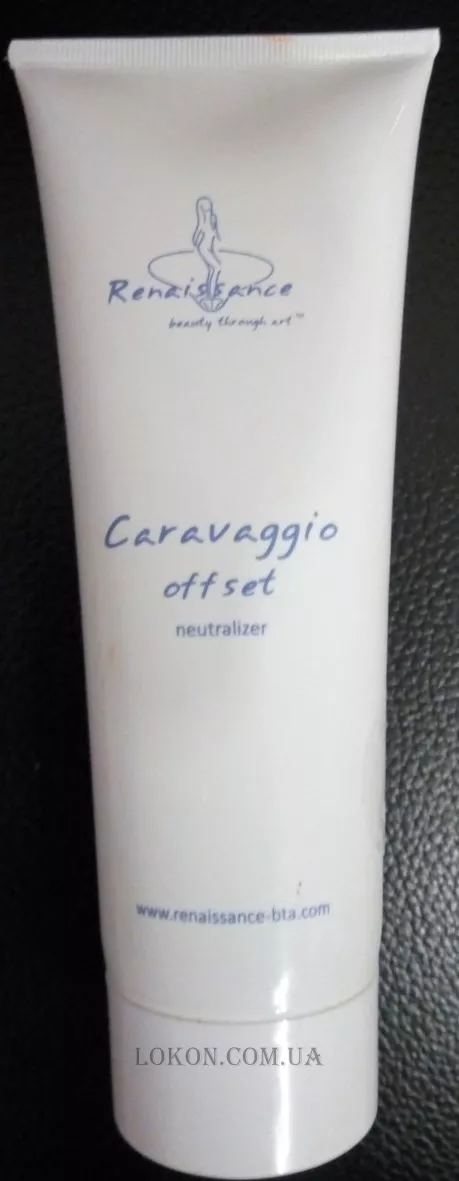 Renaissance
beauty through art™
Caravaggio
offset
neutralizer
www.renaissance-bta.com
LOKON.COM.UA